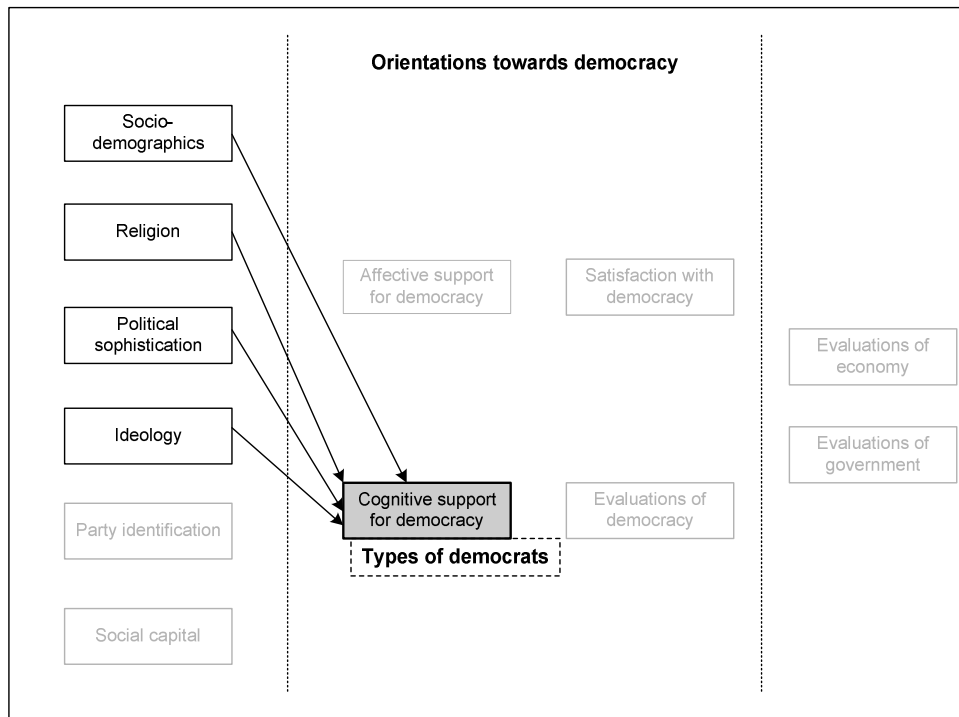 Orientations towards democracy
Socio-
demographics
Religion
Political
sophistication
Ideology
Party identification
Social capital
Affective support
for democracy
Satisfaction with
democracy
Cognitive support
for democracy
Types of democrats
Evaluations of
democracy
Evaluations of
economy
Evaluations of
government